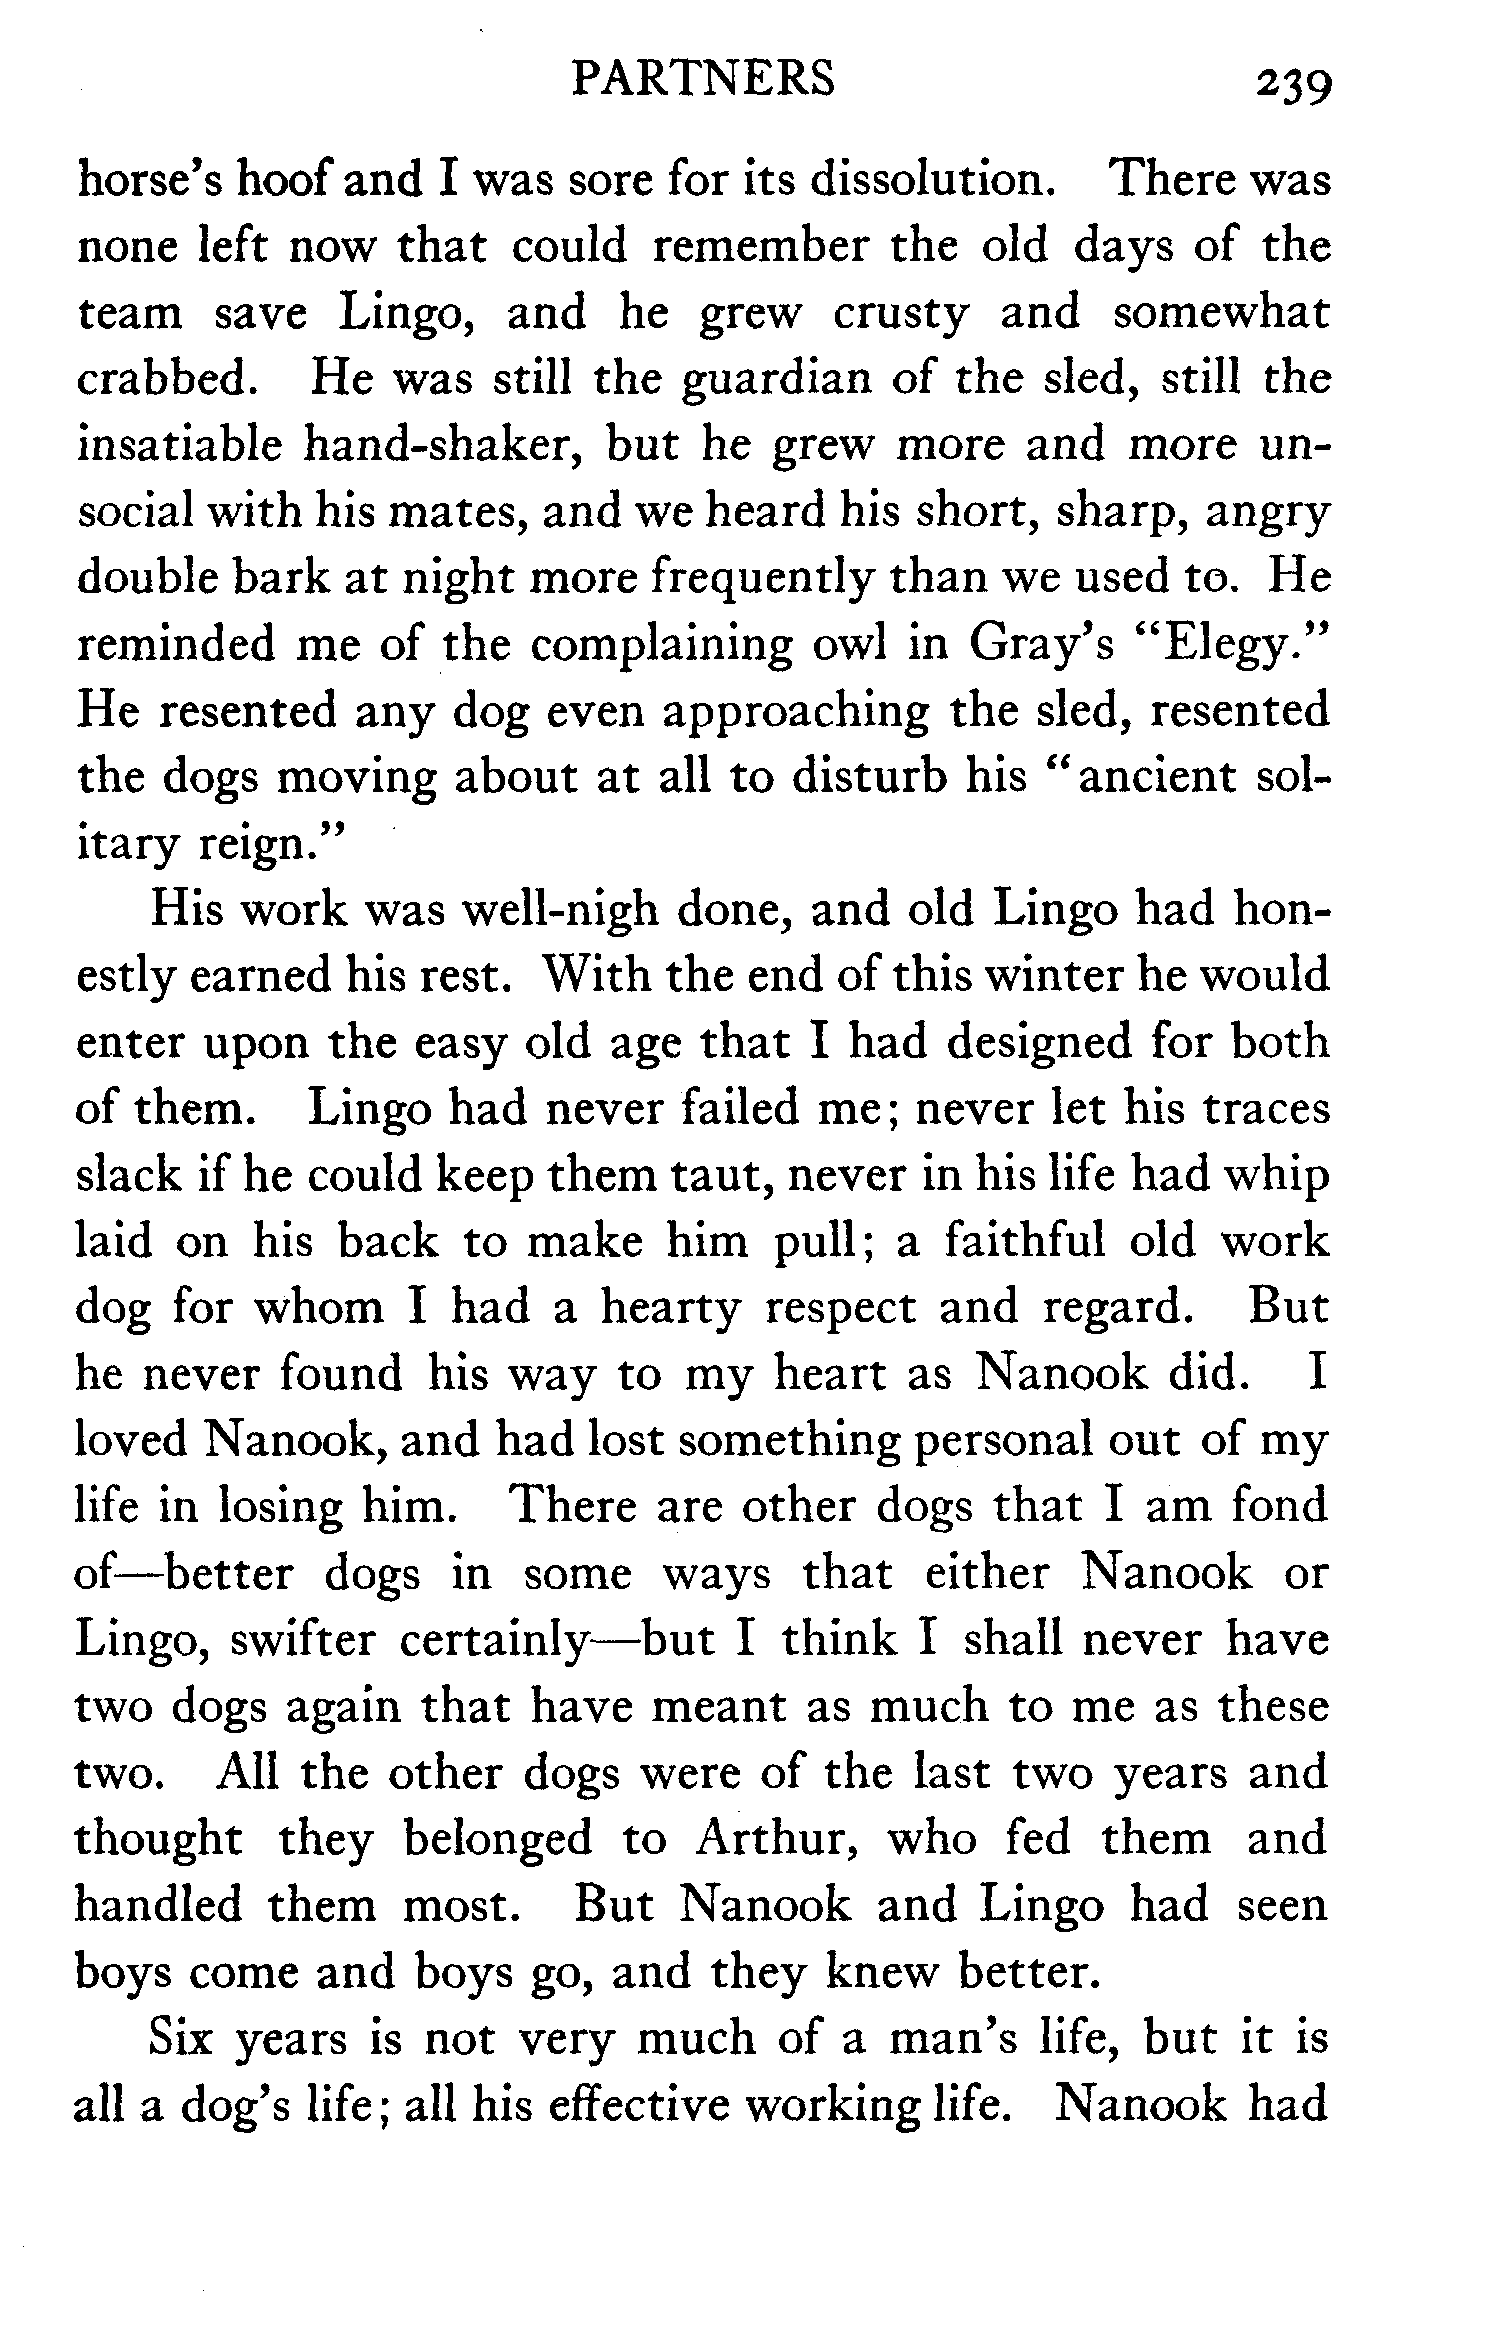 PARTNERS 239
horse's hoof and I was sore for its dissolution. There was
none left now that could remember the old days of the
team save Lingo, and he grew crusty and somewhat
crabbed. He was still the guardian of the sled, still the
insatiable hand-shaker, but he grew more and more un-
social with his mates, and we heard his short, sharp, angry
double bark at night more frequently than we used to. He
reminded me of the complaining owl in Gray's "Elegy."
He resented any dog even approaching the sled, resented
the dogs moving about at all to disturb his "ancient sol-
itary reign."
His work was well-nigh done, and old Lingo had hon-
estly earned his rest. With the end of this winter he would
enter upon the easy old age that I had designed for both
of them. Lingo had never failed me; never let his traces
slack if he could keep them taut, never in his life had whip
laid on his back to make him pull; a faithful old work
dog for whom I had a hearty respect and regard. But
he never found his way to my heart as Nanook did. I
loved Nanook, and had lost something personal out of my
life in losing him. There are other dogs that I am fond
of—better dogs in some ways that either Nanook or
Lingo, swifter certainly—but I think I shall never have
two dogs again that have meant as much to me as these
two. All the other dogs were of the last two years and
thought they belonged to Arthur, who fed them and
handled them most. But Nanook and Lingo had seen
boys come and boys go, and they knew better.
Six years is not very much of a man's life, but it is
all a dog's life; all his effective working life. Nanook had